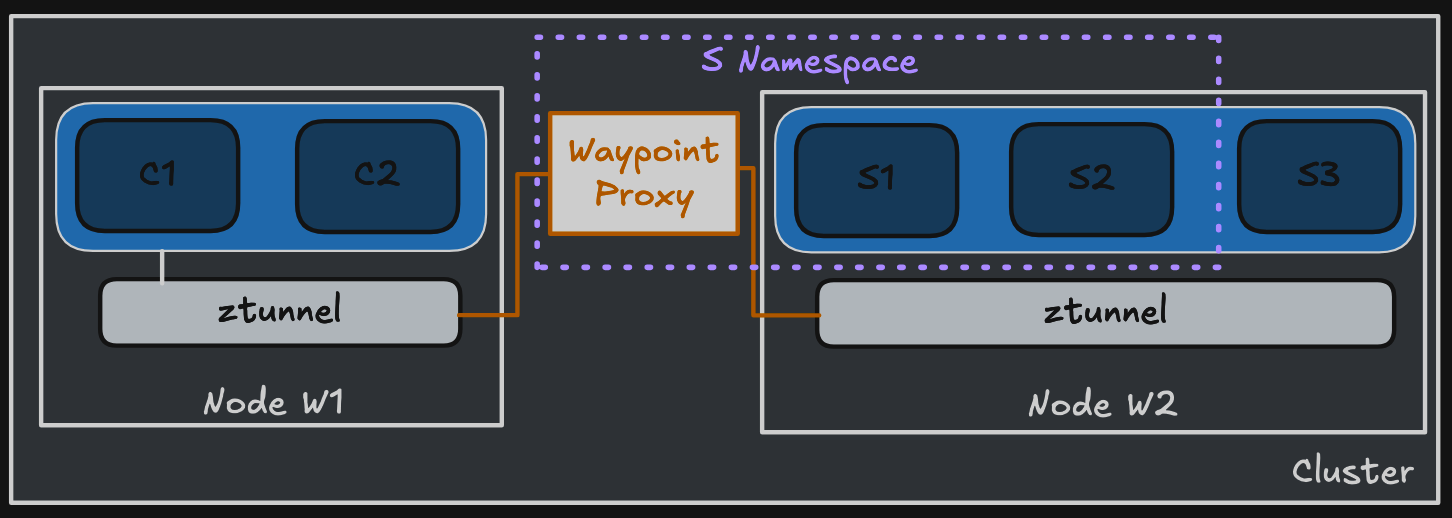 S Namespace
C1
C2
Waypoint
Proxy
S1
S2
S3
ztunnel
ztunnel
Node W1
Node W2
Cluster